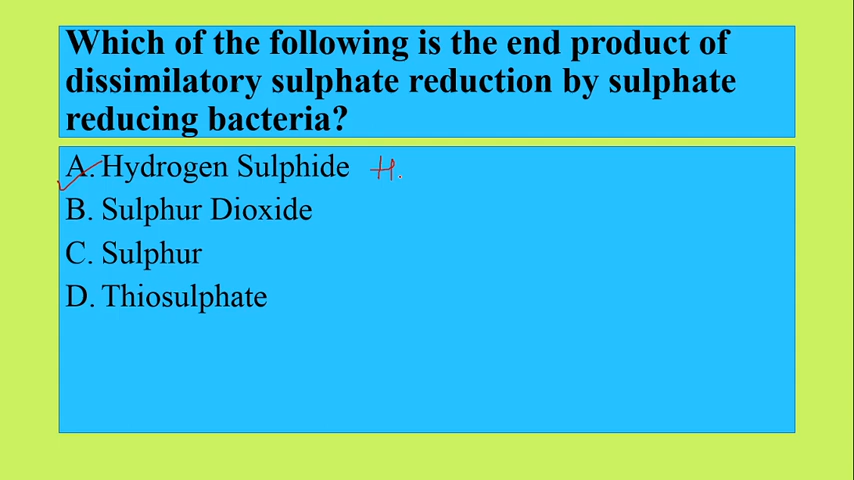 Which of the following is the end product of
dissimilatory sulphate reduction by sulphate
reducing bacteria?
A. Hydrogen Sulphide H
B. Sulphur Dioxide
C. Sulphur
D. Thiosulphate